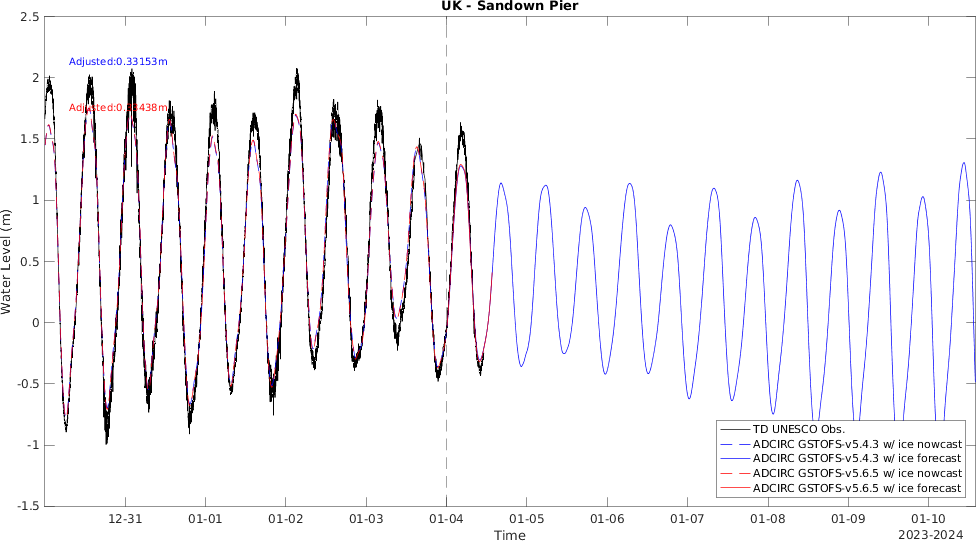 UK - Sandown Pier
2.5
2
1.5
1
0.5
0
-0.5
-1
-1.5
Water Level (m)
Adjusted:0.33153m
TD UNESCO Obs.
ADCIRC GSTOFS-v5.4.3 w/ ice nowcast
ADCIRC GSTOFS-v5.4.3 w/ ice forecast
ADCIRC GSTOFS-v5.6.5 w/ ice nowcast
ADCIRC GSTOFS-v5.6.5 w/ ice forecast
12-31 01-01 01-02 01-03 01-04 01-05 01-06 01-07 01-08 01-09 01-10
Time
2023-2024